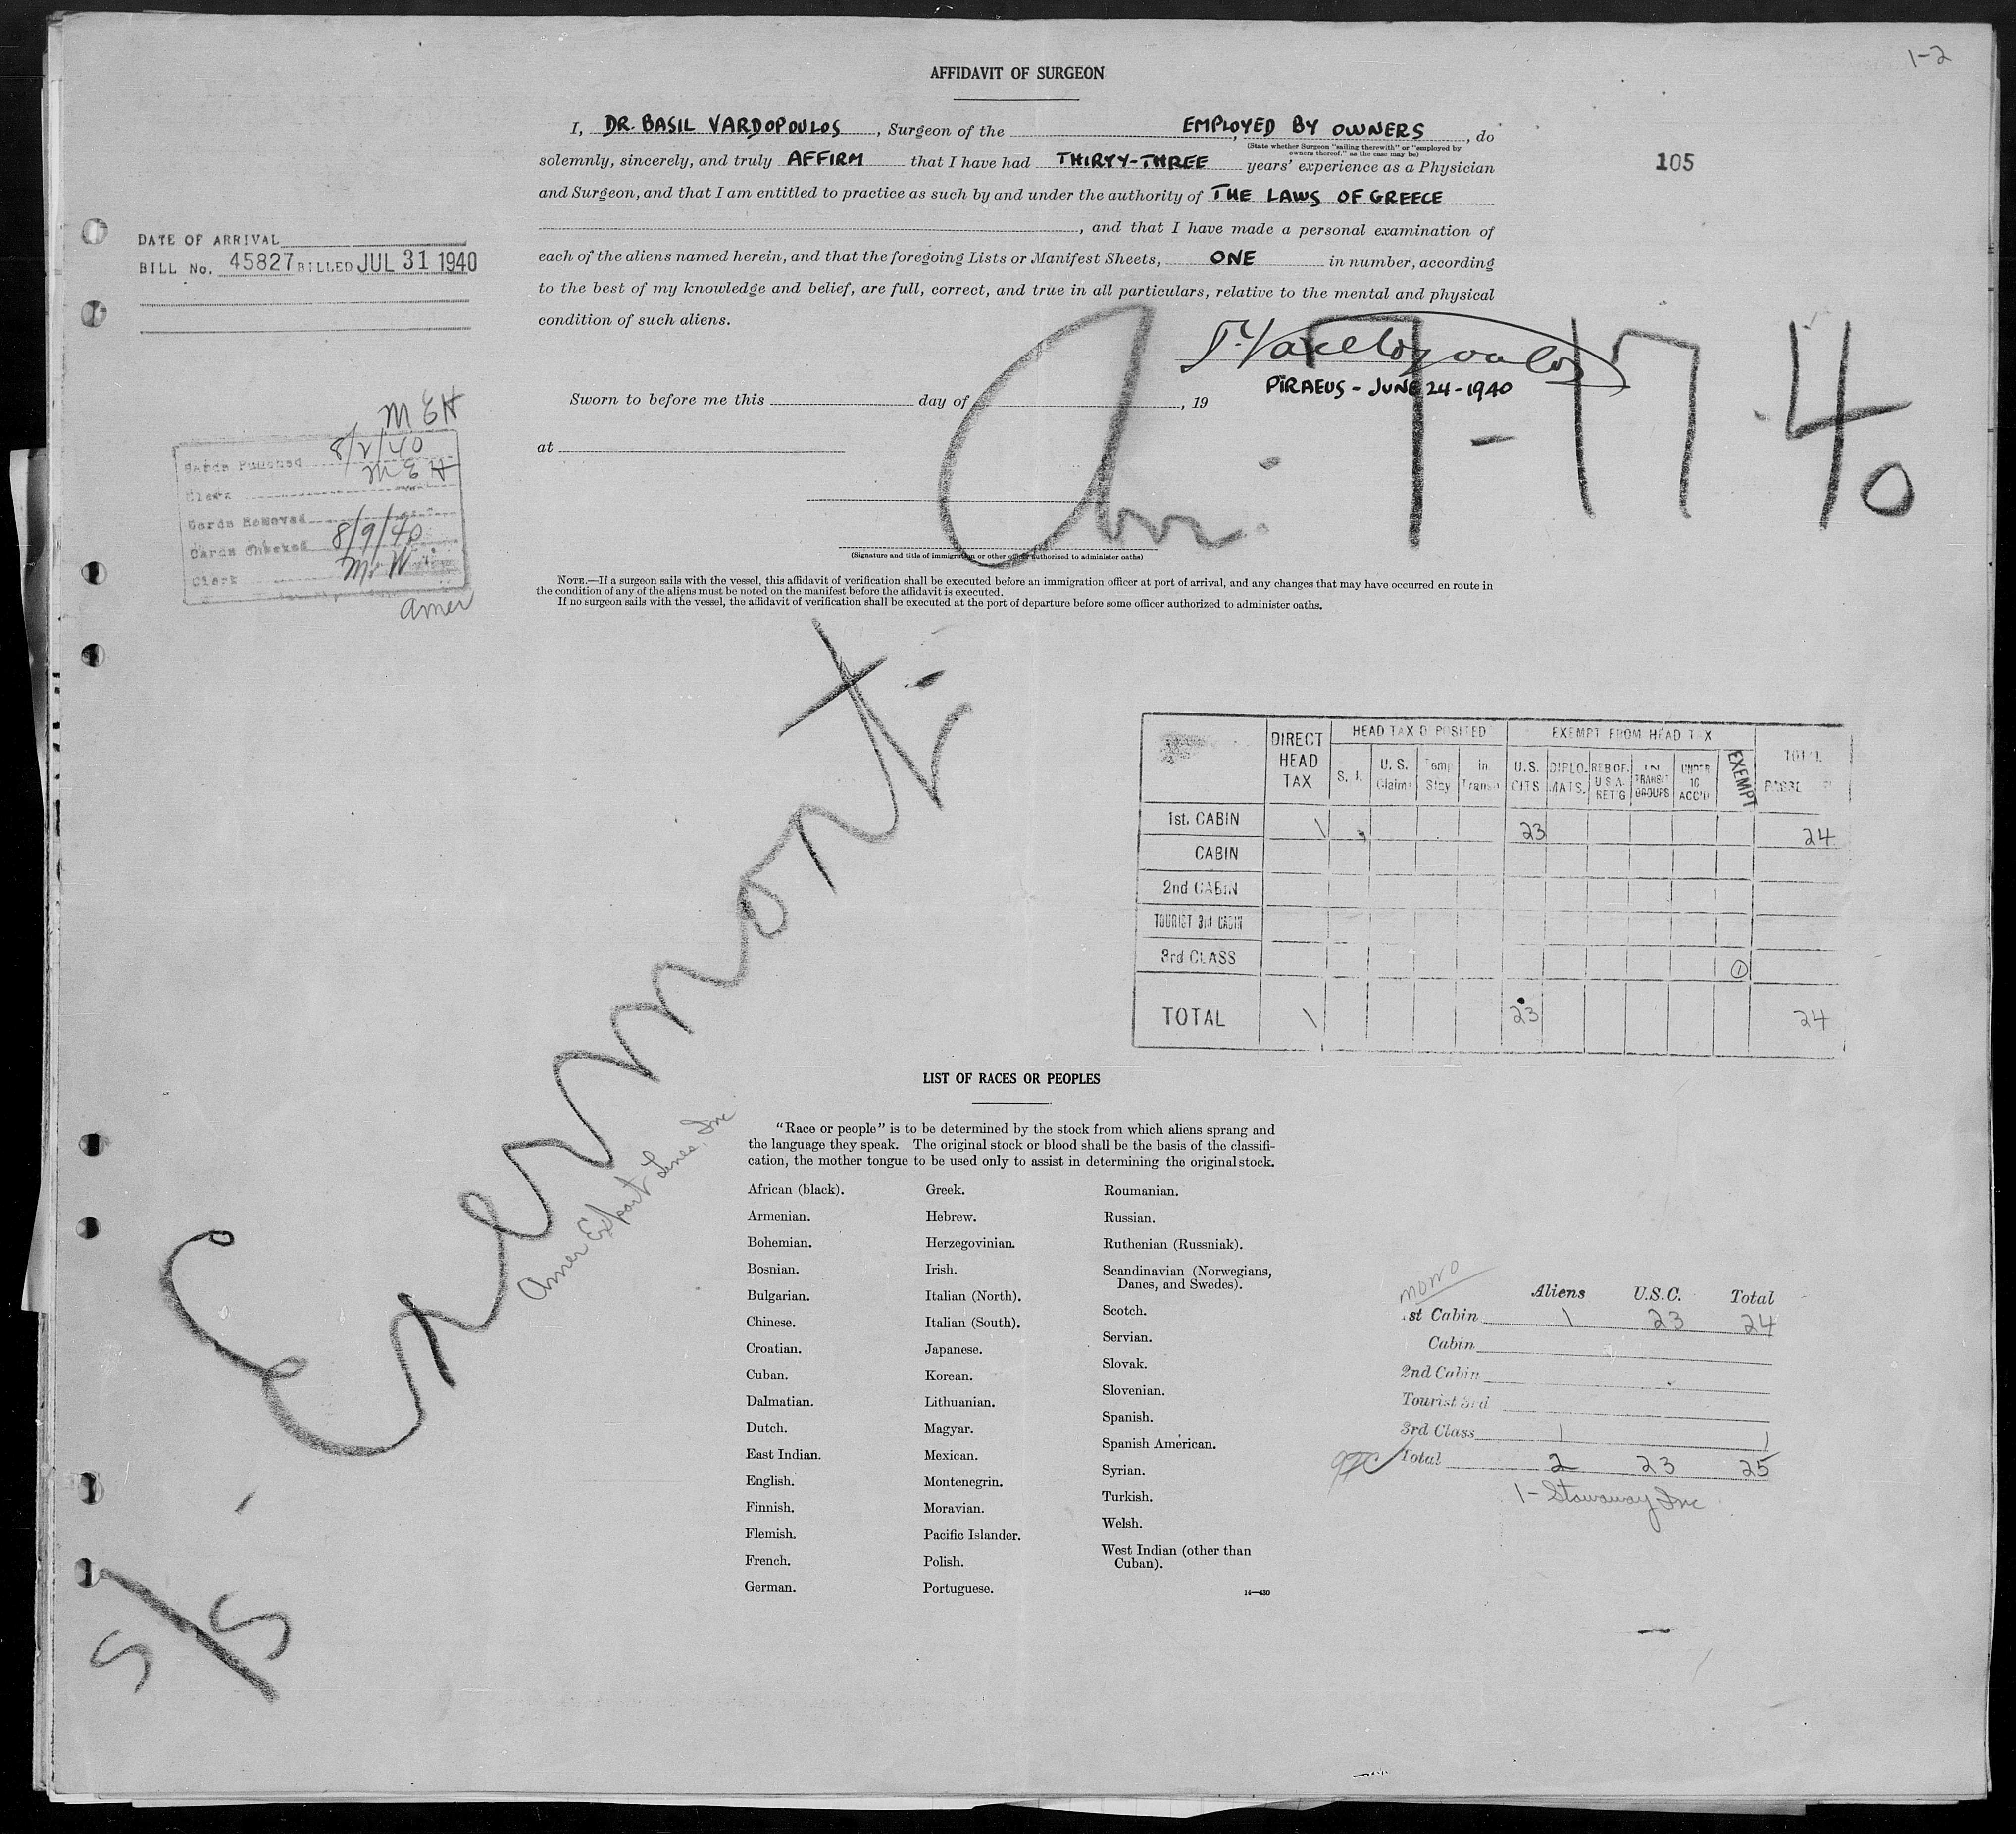 1-2
AFFIDAVIT OF SURGEON
I, DR. BASIL VARDOPOULOS, Surgeon of the EMPLOYED BY OWNERS, do
(State whether Surgeon "sailing therewith" or "employed by
owners thereof," as the case may be)
solemnly, sincerely, and truly AFFIRM that I have had THIRTY-THREE years' experience as a Physician
105
and Surgeon, and that I am entitled to practice as such by and under the authority of THE LAWS OF GREECE
, and that I have made a personal examination of
each of the aliens named herein, and that the foregoing Lists or Manifest Sheets, ONE in number, according
to the best of my knowledge and belief, are full, correct, and true in all particulars, relative to the mental and physical
condition of such aliens.
DATE OF ARRIVAL
BILL No. 45827 BILLED JUL 31 1940
PIRAEUS - JUNE 24 - 1940
Sworn to before me this day of , 19
at
Arr. 7-17-40
(Signature and title of immigration or other officer authorized to administer oaths)
MEH
Cards Punched 8/2/40
Clerk MEH
Cards Removed
Cards Checked 8/9/40
Clerk
amer
NOTE.—If a surgeon sails with the vessel, this affidavit of verification shall be executed before an immigration officer at port of arrival, and any changes that may have occurred en route in
the condition of any of the aliens must be noted on the manifest before the affidavit is executed.
If no surgeon sails with the vessel, the affidavit of verification shall be executed at the port of departure before some officer authorized to administer oaths.
S/S - Exermont
Amer Export Lines, Inc
DIRECT HEAD TAX
HEAD TAX DEPOSITED
EXEMPT FROM HEAD TAX
TOTAL
S. I. U. S. Claim Temp Stay In Transit U. S. CITS DIPLO-MATS. RES OF. U.S.A. RET'G IN TRANSIT GROUPS UNDER 16 ACC'D EXEMPT
1st. CABIN 1 23 24
CABIN
2nd CABIN
TOURIST 3rd CABIN
3rd CLASS 1
TOTAL 1 23 24
LIST OF RACES OR PEOPLES
"Race or people" is to be determined by the stock from which aliens sprang and
the language they speak. The original stock or blood shall be the basis of the classifi-
cation, the mother tongue to be used only to assist in determining the original stock.
African (black).
Armenian.
Bohemian.
Bosnian.
Bulgarian.
Chinese.
Croatian.
Cuban.
Dalmatian.
Dutch.
East Indian.
English.
Finnish.
Flemish.
French.
German.
Greek.
Hebrew.
Herzegovinian.
Irish.
Italian (North).
Italian (South).
Japanese.
Korean.
Lithuanian.
Magyar.
Mexican.
Montenegrin.
Moravian.
Pacific Islander.
Polish.
Portuguese.
Roumanian.
Russian.
Ruthenian (Russniak).
Scandinavian (Norwegians,
Danes, and Swedes).
Scotch.
Servian.
Slovak.
Slovenian.
Spanish.
Spanish American.
Syrian.
Turkish.
Welsh.
West Indian (other than
Cuban).
14—430
Aliens U.S.C. Total
1st Cabin 1 23 24
Cabin
2nd Cabin
Tourist 3rd
3rd Class 1 1
Total 2 23 25
1- Stowaway Inc